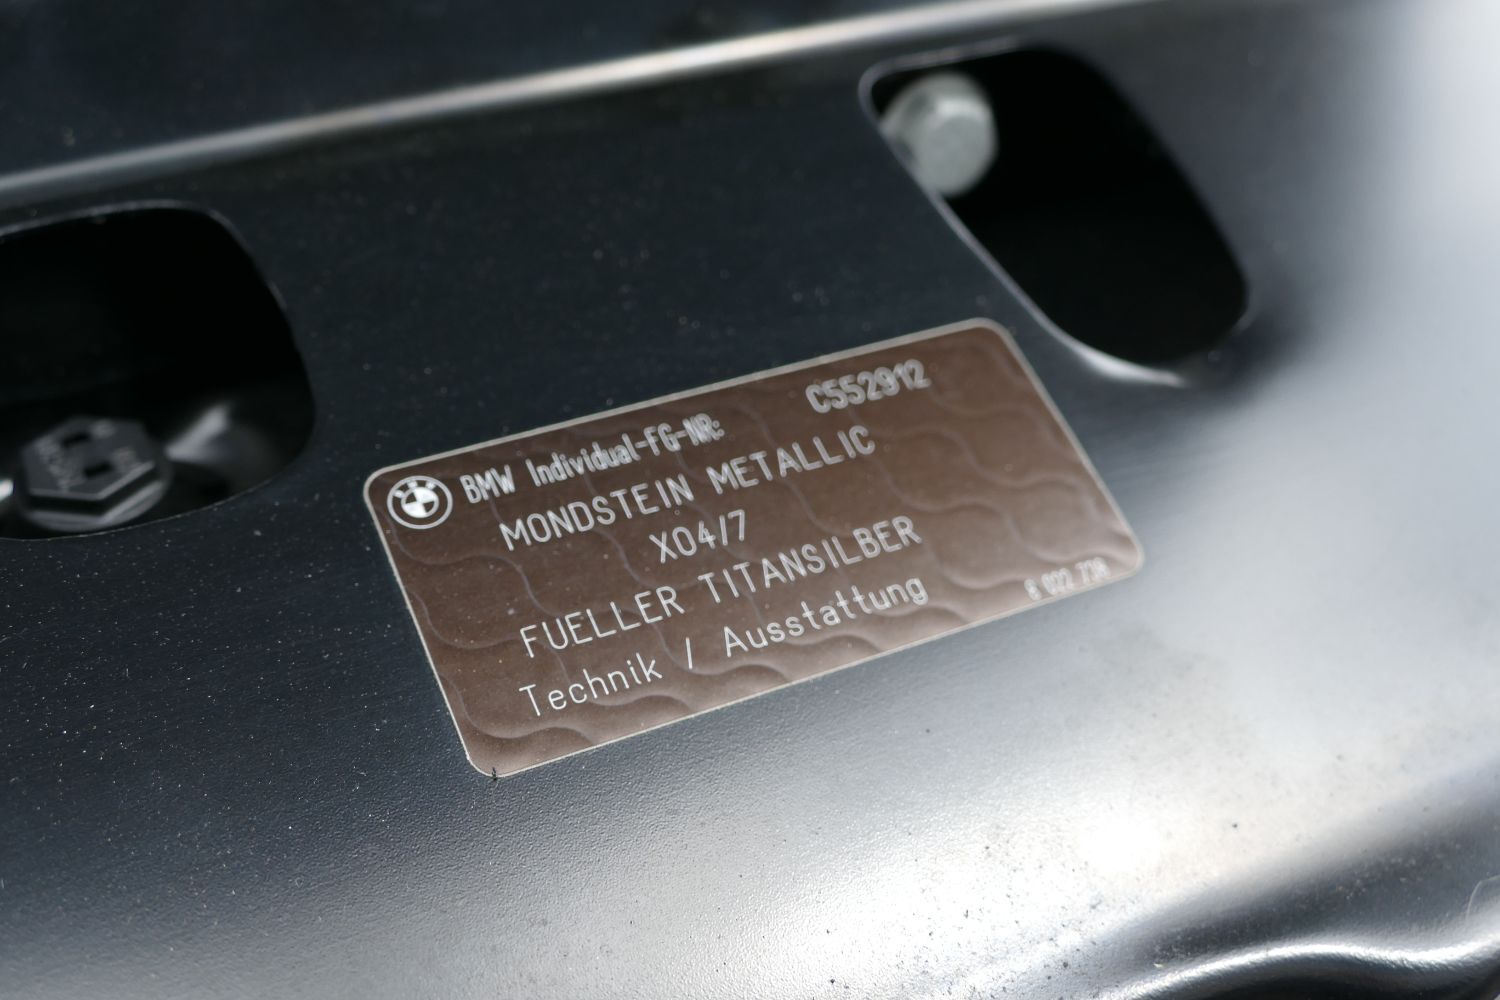 BMW Individual-FG-NR: C552912
MONDSTEIN METALLIC
X04/7
FUELLER TITANSILBER
Technik / Ausstattung